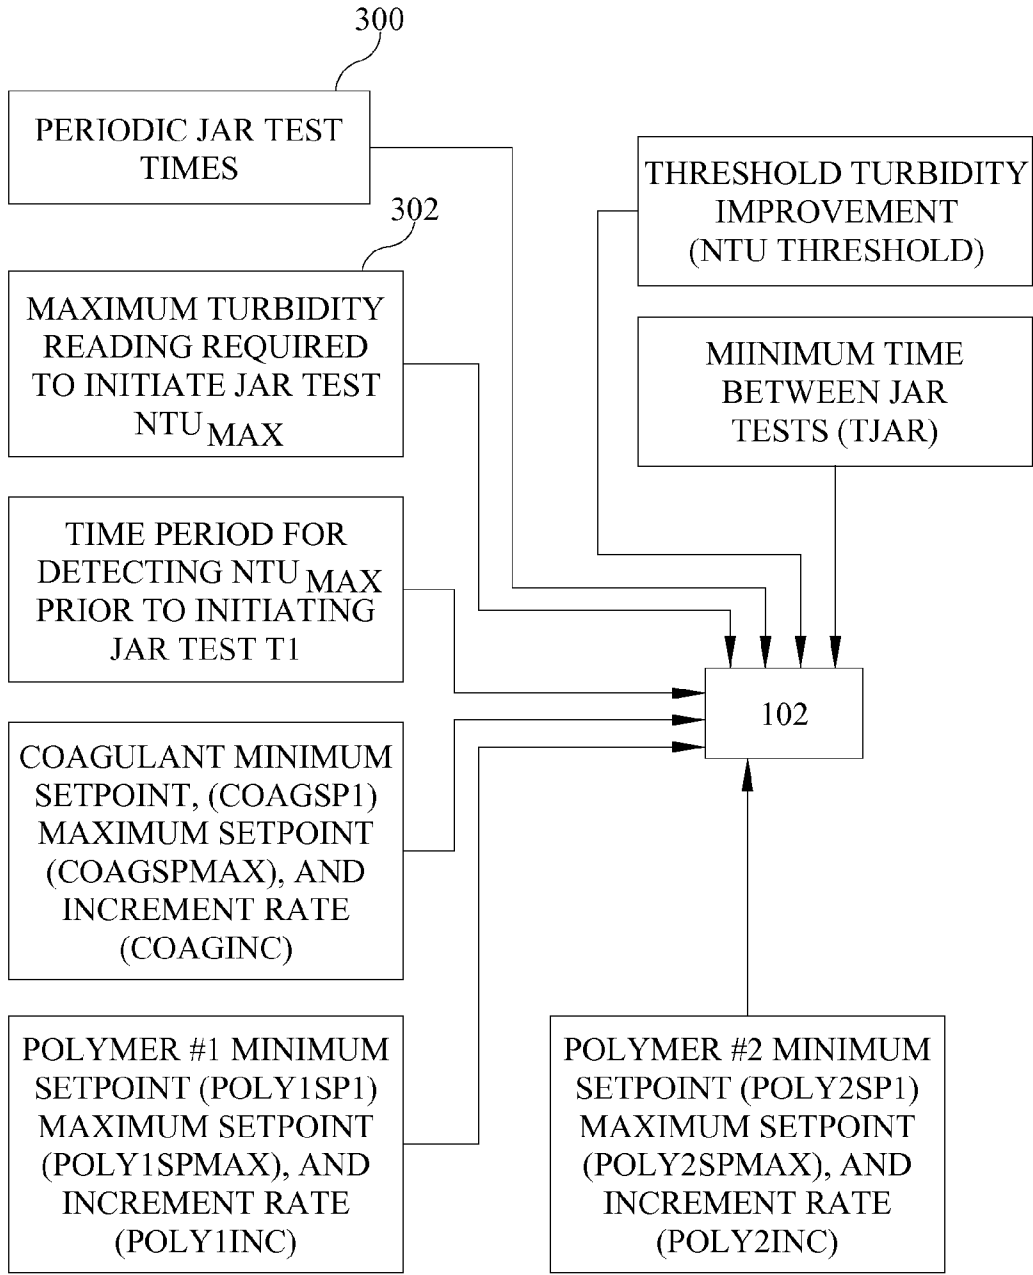 300
PERIODIC JAR TEST
TIMES
302
MAXIMUM TURBIDITY
READING REQUIRED
TO INITIATE JAR TEST
NTU MAX
TIME PERIOD FOR
DETECTING NTU MAX
PRIOR TO INITIATING
JAR TEST T1
COAGULANT MINIMUM
SETPOINT, (COAGSP1)
MAXIMUM SETPOINT
(COAGSPMAX), AND
INCREMENT RATE
(COAGINC)
POLYMER #1 MINIMUM
SETPOINT (POLY1SP1)
MAXIMUM SETPOINT
(POLY1SPMAX), AND
INCREMENT RATE
(POLY1INC)
THRESHOLD TURBIDITY
IMPROVEMENT
(NTU THRESHOLD)
MIINIMUM TIME
BETWEEN JAR
TESTS (TJAR)
102
POLYMER #2 MINIMUM
SETPOINT (POLY2SP1)
MAXIMUM SETPOINT
(POLY2SPMAX), AND
INCREMENT RATE
(POLY2INC)